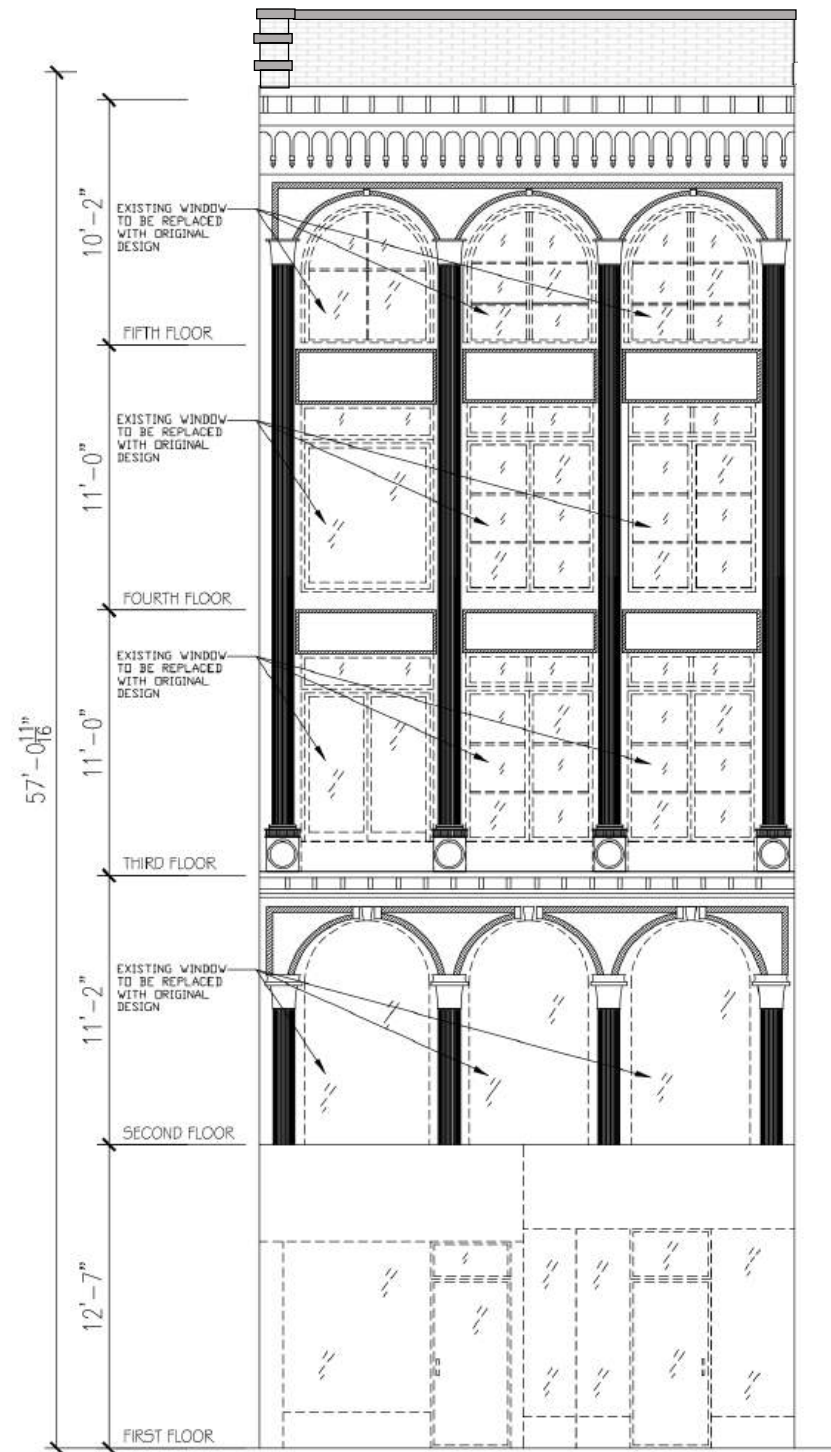 10'-2"
EXISTING WINDOW
TO BE REPLACED
WITH ORIGINAL
DESIGN
FIFTH FLOOR
11'-0"
EXISTING WINDOW
TO BE REPLACED
WITH ORIGINAL
DESIGN
FOURTH FLOOR
11'-0"
EXISTING WINDOW
TO BE REPLACED
WITH ORIGINAL
DESIGN
57'-0 11/16"
THIRD FLOOR
11'-2"
EXISTING WINDOW
TO BE REPLACED
WITH ORIGINAL
DESIGN
SECOND FLOOR
12'-7"
FIRST FLOOR